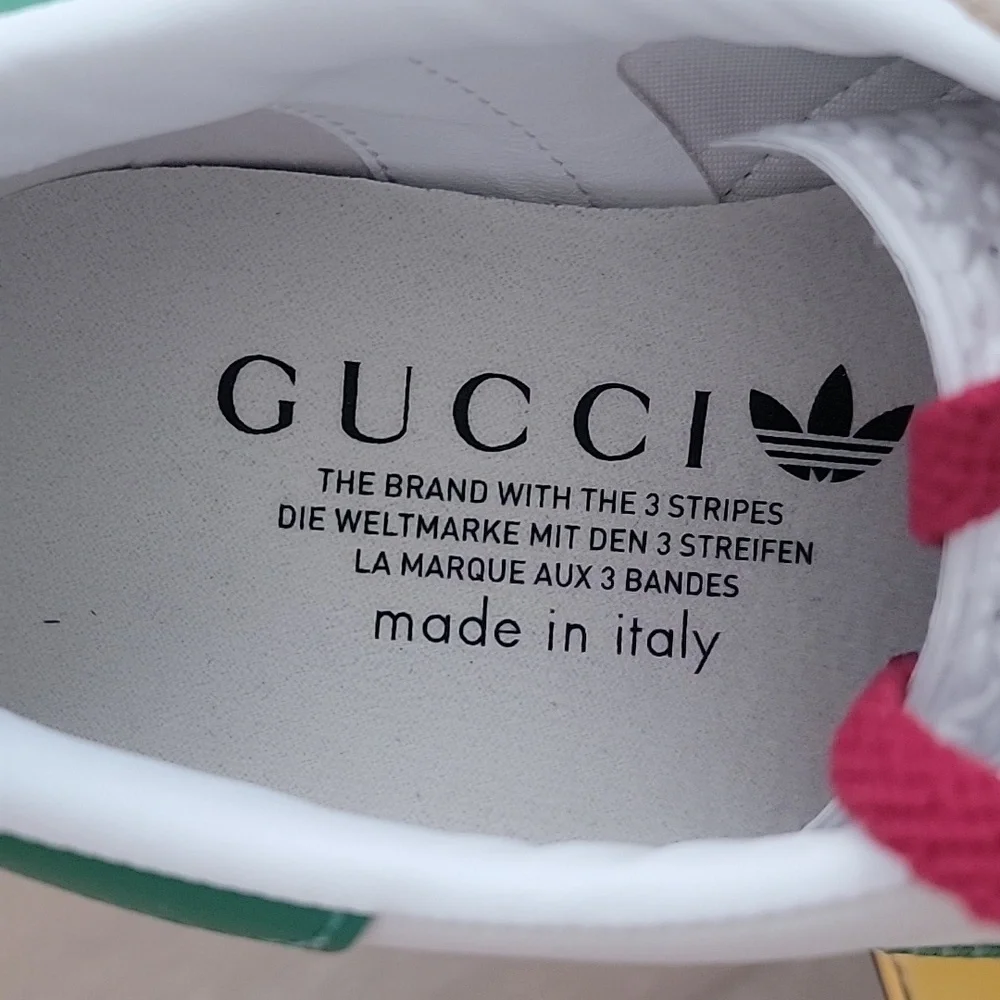 GUCCI
THE BRAND WITH THE 3 STRIPES
DIE WELTMARKE MIT DEN 3 STREIFEN
LA MARQUE AUX 3 BANDES
made in italy